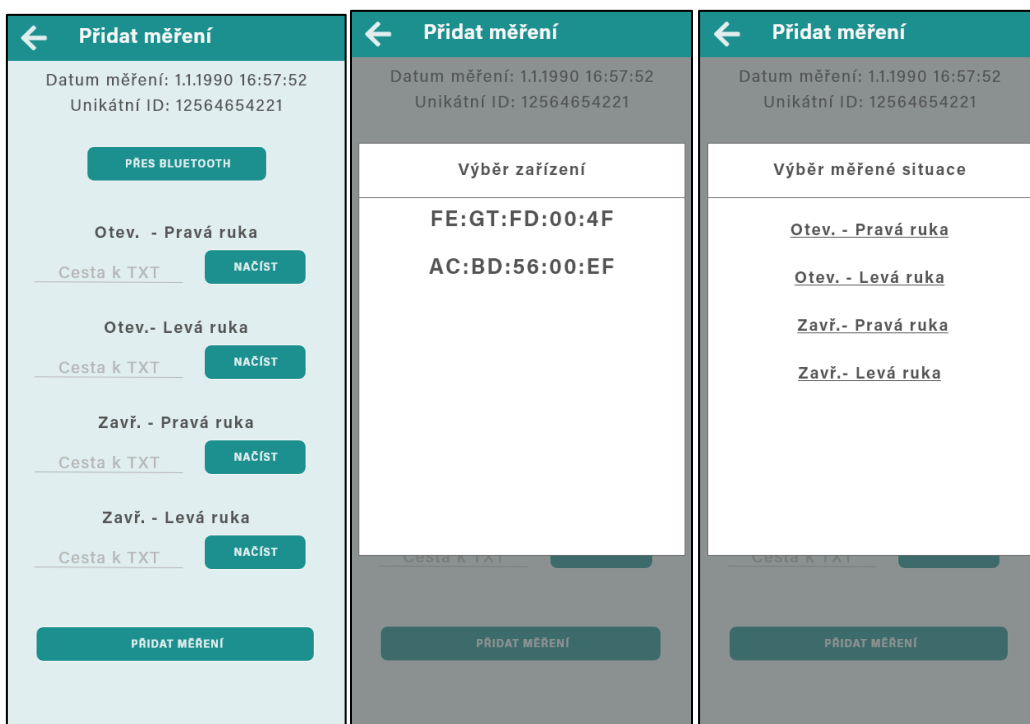 Přidat měření
Datum měření: 1.1.1990 16:57:52
Unikátní ID: 12564654221
PŘES BLUETOOTH
Otev. - Pravá ruka
Cesta k TXT
NAČÍST
Otev.- Levá ruka
Cesta k TXT
NAČÍST
Zavř. - Pravá ruka
Cesta k TXT
NAČÍST
Zavř. - Levá ruka
Cesta k TXT
NAČÍST
PŘIDAT MĚŘENÍ
Přidat měření
Datum měření: 1.1.1990 16:57:52
Unikátní ID: 12564654221
Výběr zařízení
FE:GT:FD:00:4F
AC:BD:56:00:EF
Cesta k TXT
PŘIDAT MĚŘENÍ
Přidat měření
Datum měření: 1.1.1990 16:57:52
Unikátní ID: 12564654221
Výběr měřené situace
Otev. - Pravá ruka
Otev. - Levá ruka
Zavř.- Pravá ruka
Zavř.- Levá ruka
Cesta k TXT
PŘIDAT MĚŘENÍ